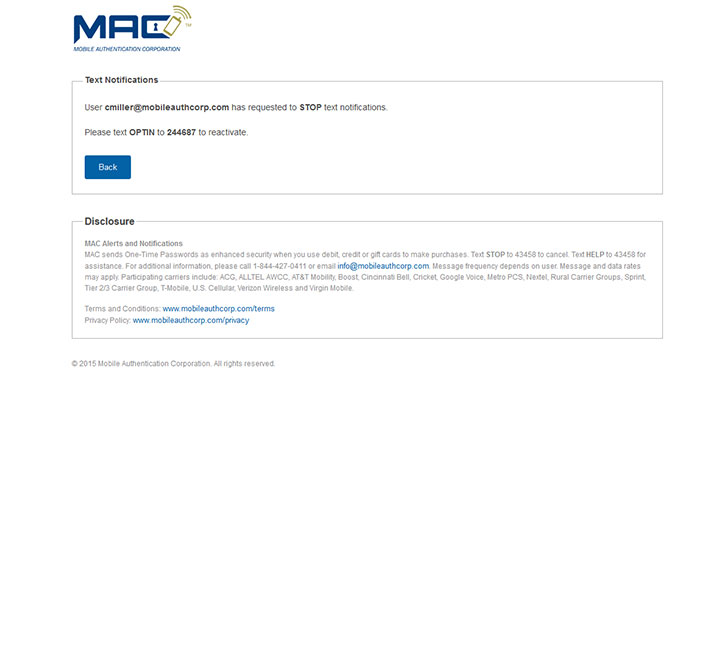 MAC
TM
MOBILE AUTHENTICATION CORPORATION
Text Notifications
User cmiller@mobileauthcorp.com has requested to STOP text notifications.
Please text OPTIN to 244687 to reactivate.
Back
Disclosure
MAC Alerts and Notifications
MAC sends One-Time Passwords as enhanced security when you use debit, credit or gift cards to make purchases. Text STOP to 43458 to cancel. Text HELP to 43458 for
assistance. For additional information, please call 1-844-427-0411 or email info@mobileauthcorp.com. Message frequency depends on user. Message and data rates
may apply. Participating carriers include: ACG, ALLTEL AWCC, AT&T Mobility, Boost, Cincinnati Bell, Cricket, Google Voice, Metro PCS, Nextel, Rural Carrier Groups, Sprint,
Tier 2/3 Carrier Group, T-Mobile, U.S. Cellular, Verizon Wireless and Virgin Mobile.
Terms and Conditions: www.mobileauthcorp.com/terms
Privacy Policy: www.mobileauthcorp.com/privacy
© 2015 Mobile Authentication Corporation. All rights reserved.